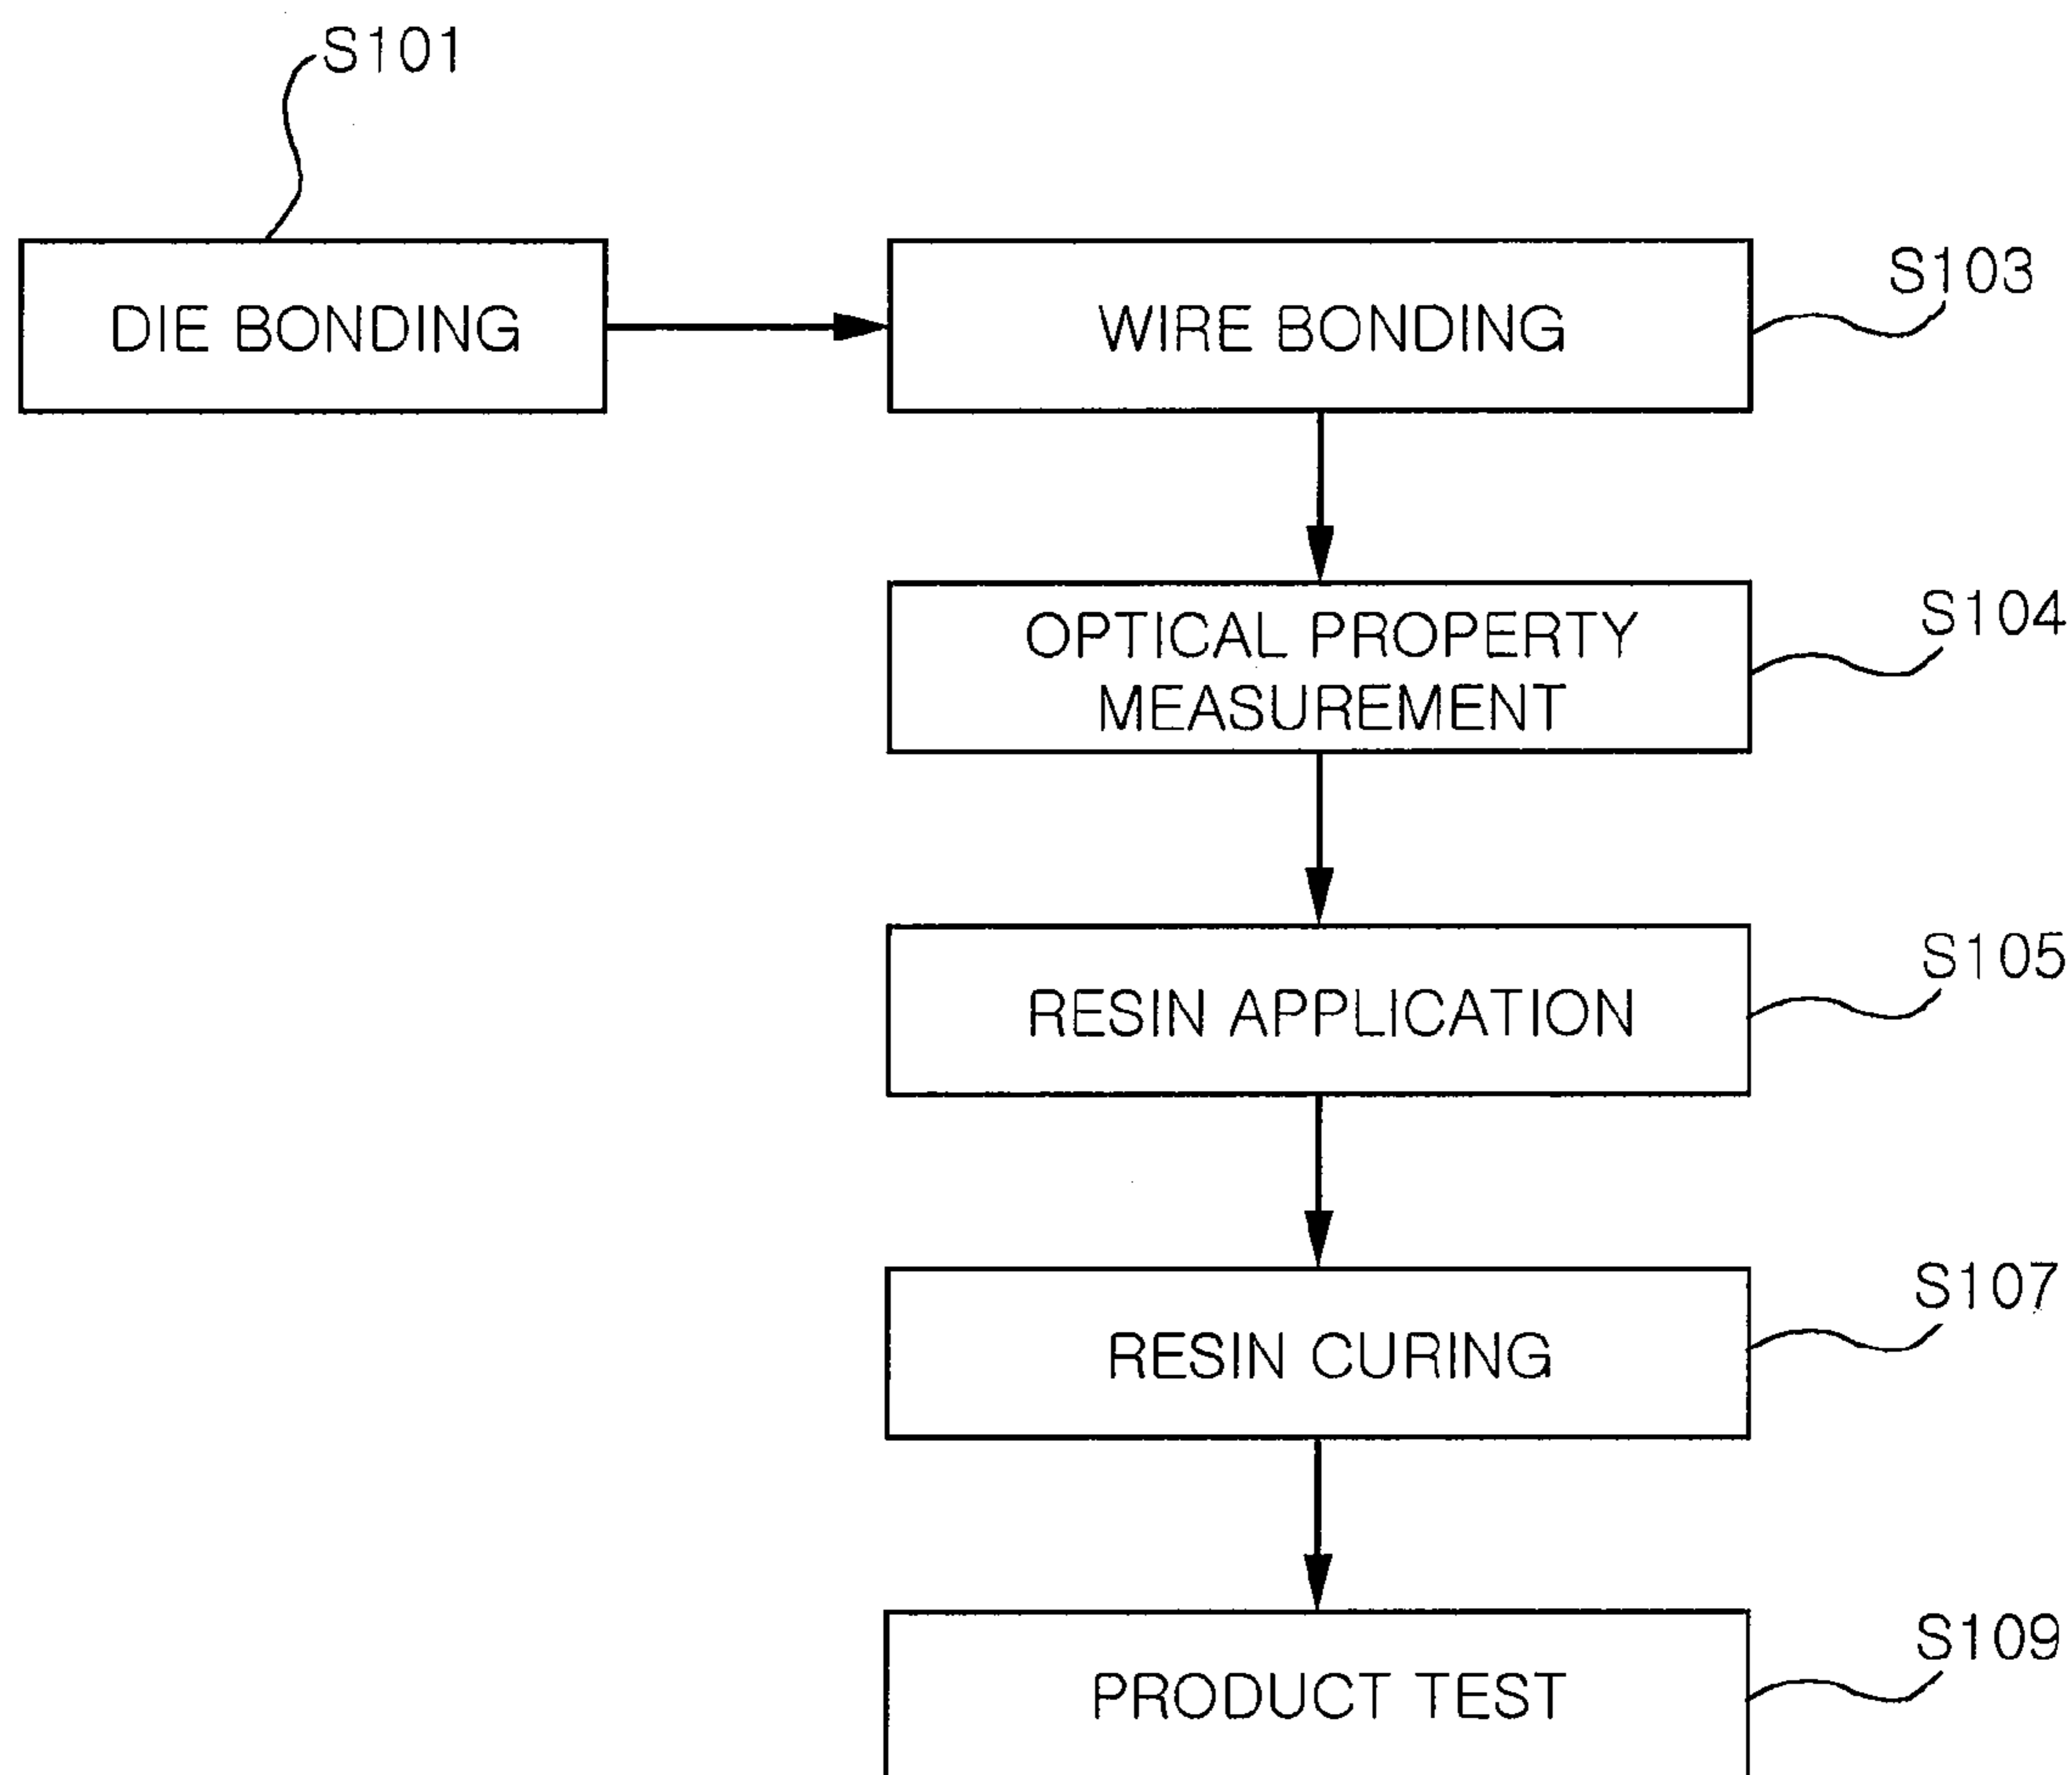 S101
DIE BONDING
WIRE BONDING
S103
OPTICAL PROPERTY
MEASUREMENT
S104
RESIN APPLICATION
S105
RESIN CURING
S107
PRODUCT TEST
S109